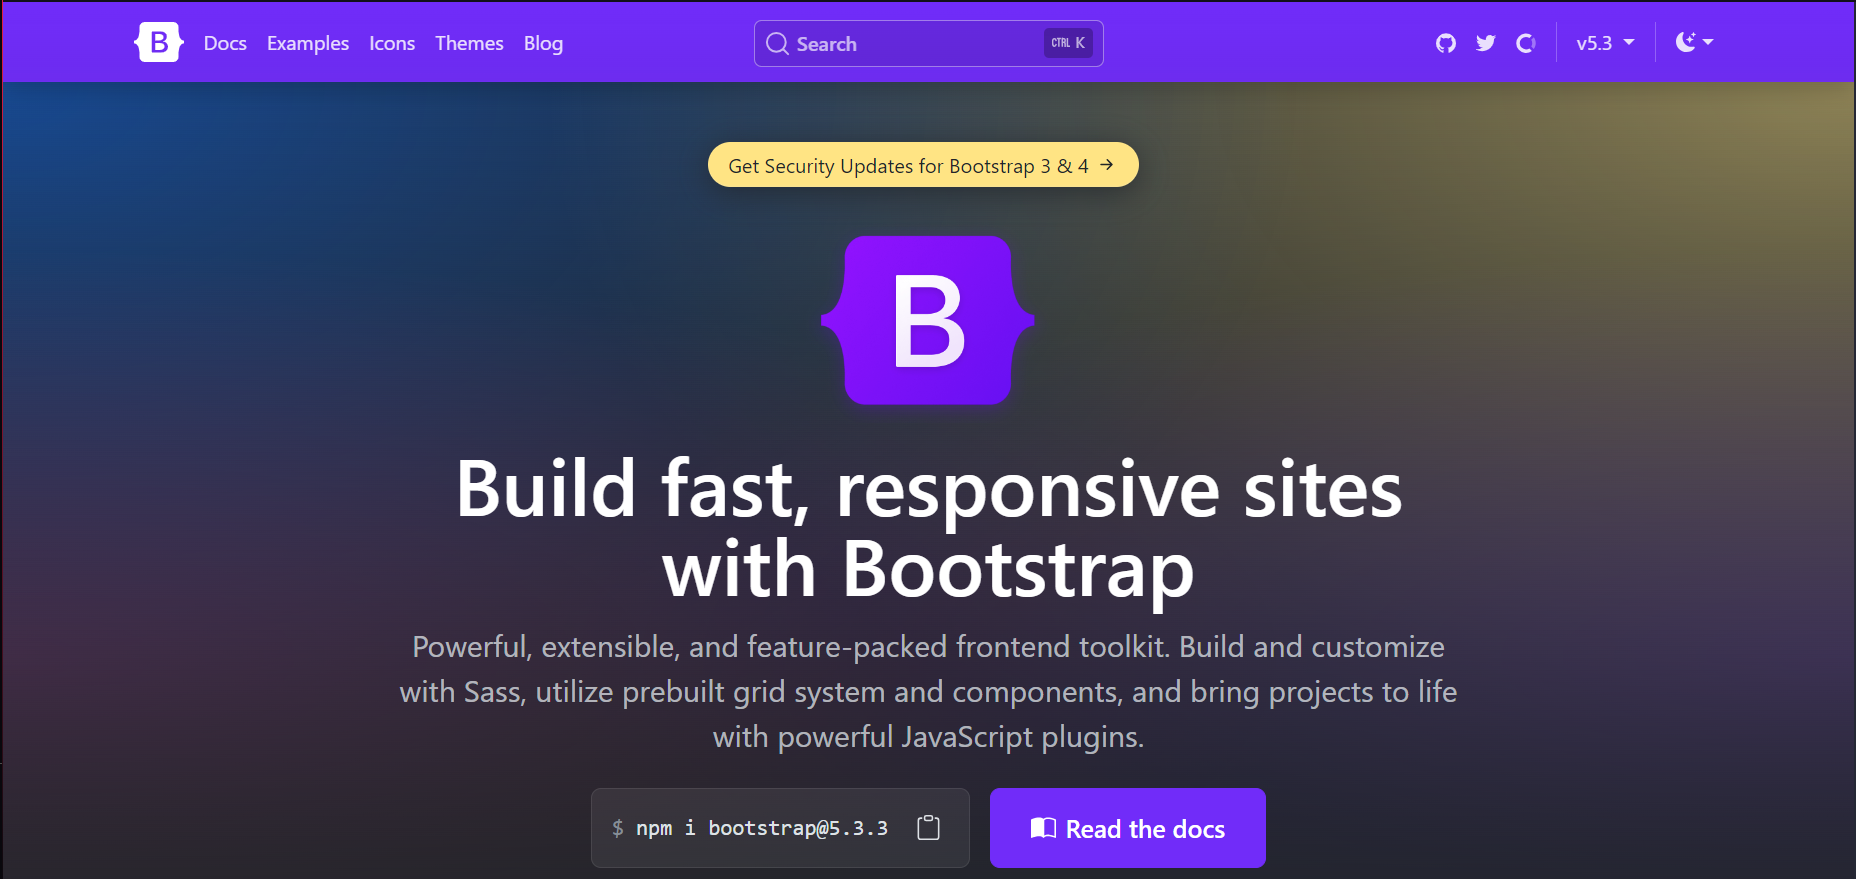 B Docs Examples Icons Themes Blog Search CTRL K v5.3
Get Security Updates for Bootstrap 3 & 4 →
B
Build fast, responsive sites
with Bootstrap
Powerful, extensible, and feature-packed frontend toolkit. Build and customize
with Sass, utilize prebuilt grid system and components, and bring projects to life
with powerful JavaScript plugins.
$ npm i bootstrap@5.3.3 Read the docs